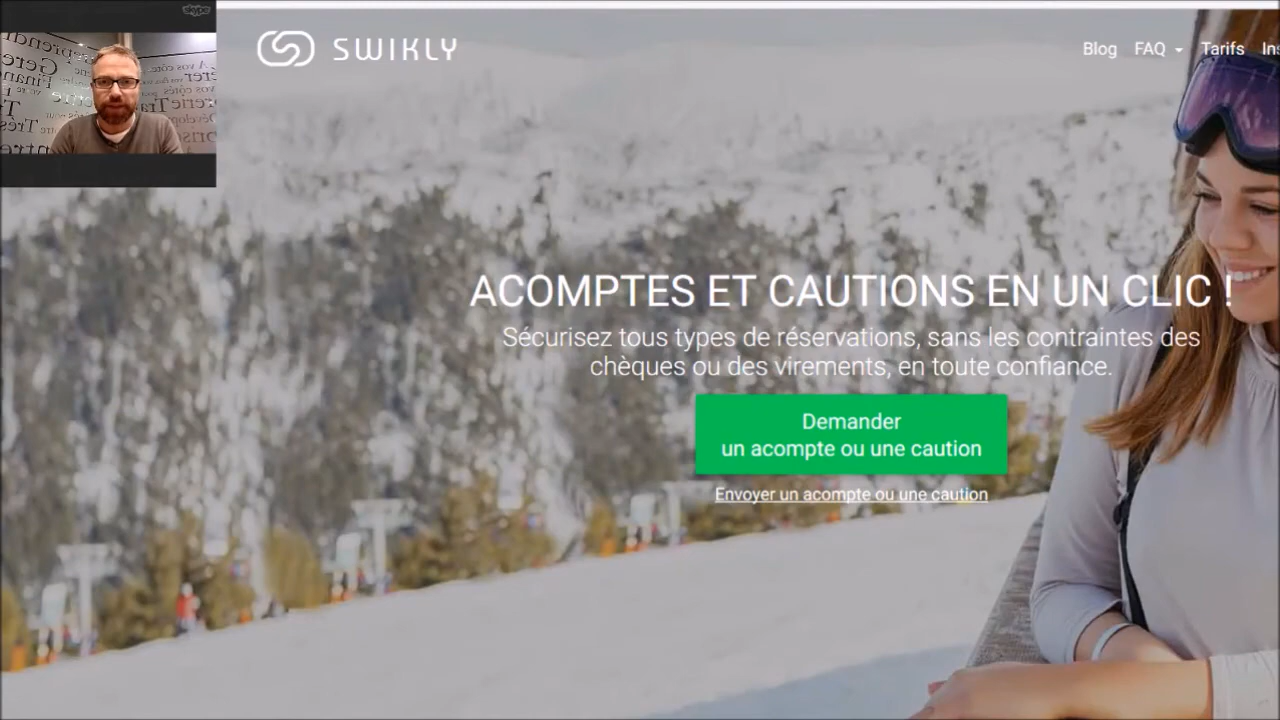 skype
SWIKLY
Blog FAQ Tarifs
ACOMPTES ET CAUTIONS EN UN CLIC !
Sécurisez tous types de réservations, sans les contraintes des
chèques ou des virements, en toute confiance.
Demander
un acompte ou une caution
Envoyer un acompte ou une caution